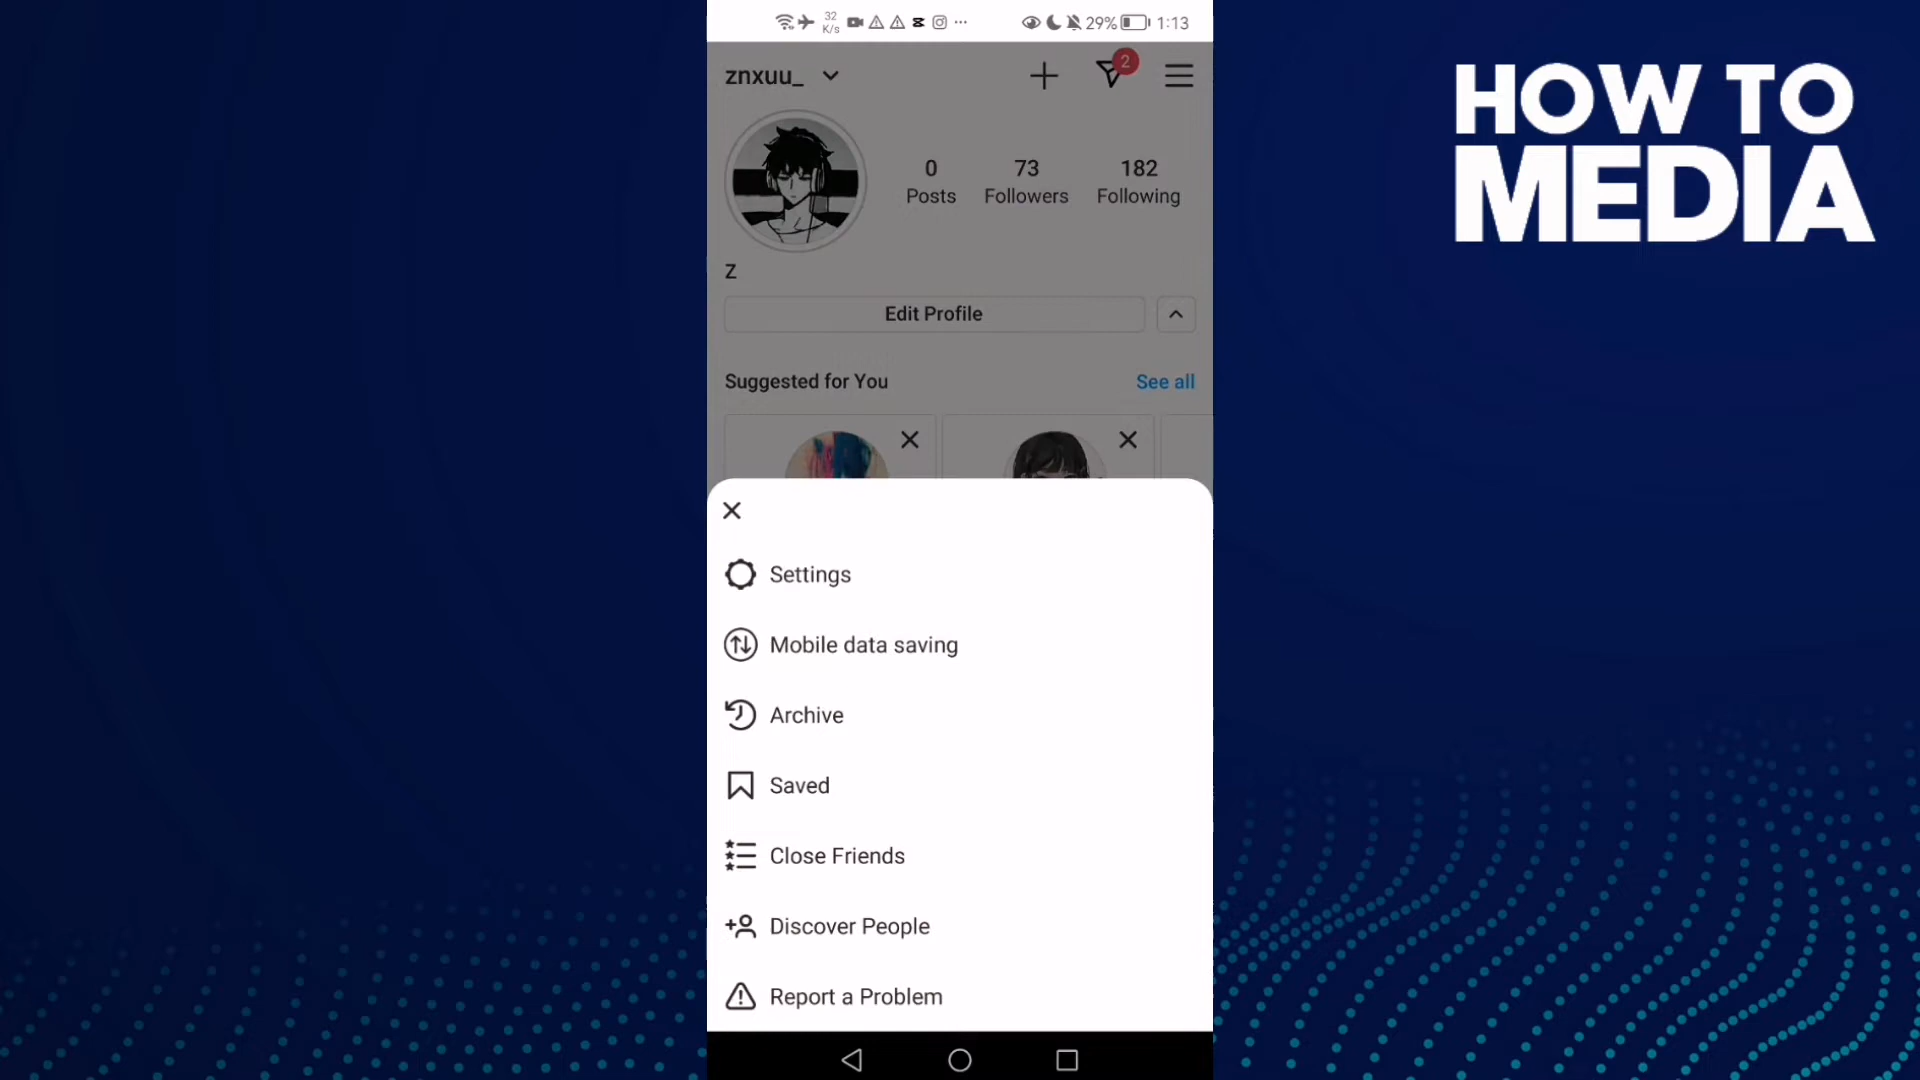 32
K/s
29%
1:13
HOW TO
MEDIA
znxuu_
2
0
73
182
Posts
Followers
Following
Z
Edit Profile
Suggested for You
See all
Settings
Mobile data saving
Archive
Saved
Close Friends
Discover People
Report a Problem